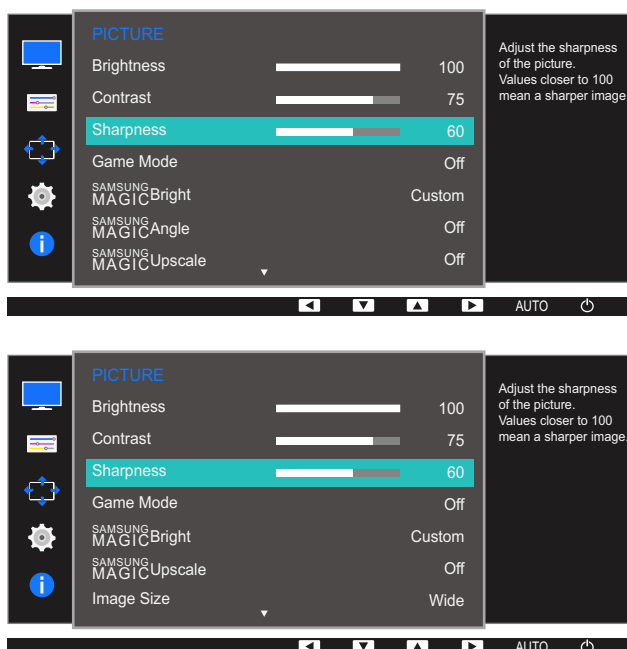 PICTURE
Brightness 100
Contrast 75
Sharpness 60
Game Mode Off
SAMSUNG
MAGICBright Custom
SAMSUNG
MAGICAngle Off
SAMSUNG
MAGICUpscale Off
Adjust the sharpness
of the picture.
Values closer to 100
mean a sharper image.
AUTO
PICTURE
Brightness 100
Contrast 75
Sharpness 60
Game Mode Off
SAMSUNG
MAGICBright Custom
SAMSUNG
MAGICUpscale Off
Image Size Wide
Adjust the sharpness
of the picture.
Values closer to 100
mean a sharper image.
AUTO